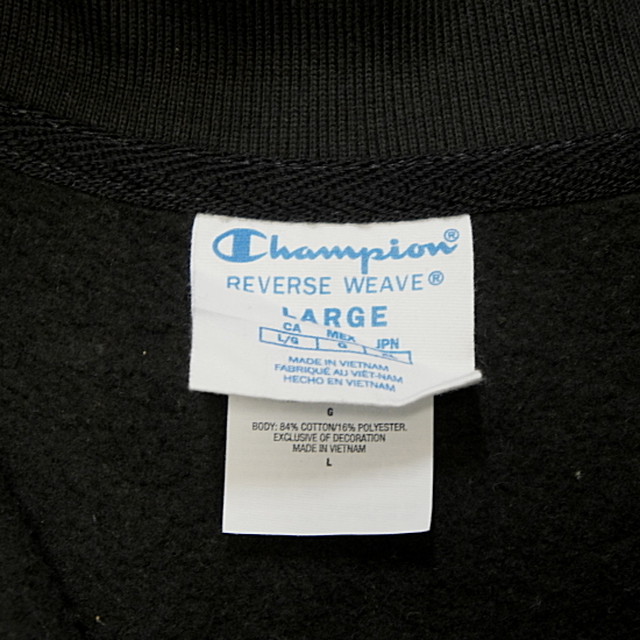 Champion®
REVERSE WEAVE®
LARGE
CA MEX JPN
L/G G
MADE IN VIETNAM
FABRIQUÉ AU VIÊT-NAM
HECHO EN VIETNAM
G
BODY: 84% COTTON/16% POLYESTER.
EXCLUSIVE OF DECORATION
MADE IN VIETNAM
L